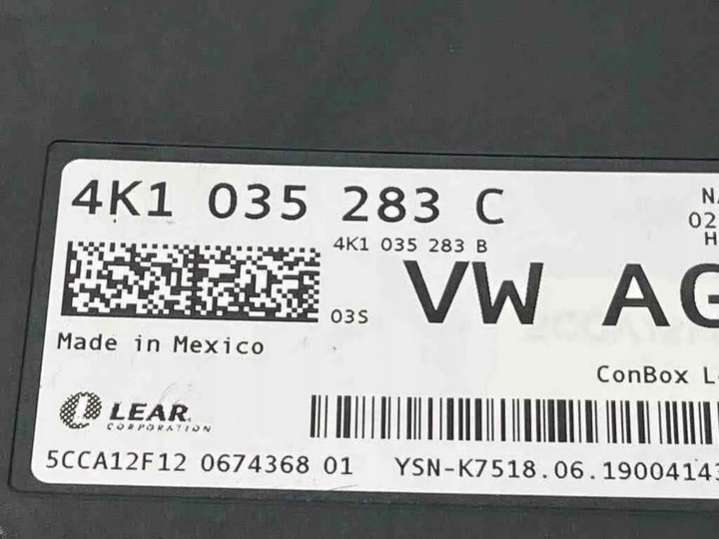 4K1 035 283 C
4K1 035 283 B
03S
VW AG
Made in Mexico
ConBox
LEAR
CORPORATION
5CCA12F12 0674368 01
YSN-K7518.06.1900414
02